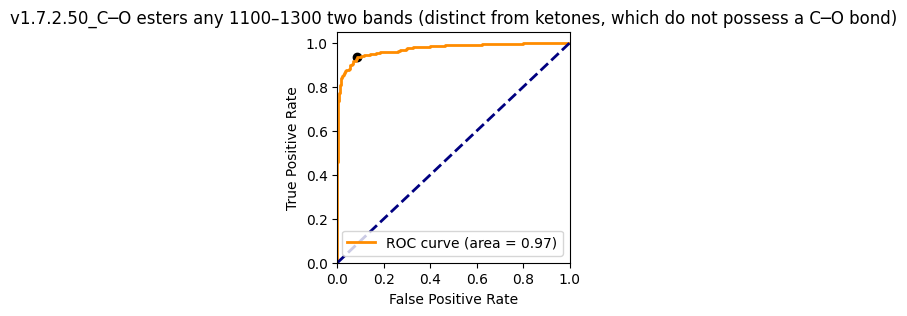 v1.7.2.50_C─O esters any 1100–1300 two bands (distinct from ketones, which do not possess a C─O bond)
1.0
0.8
0.6
0.4
0.2
0.0
True Positive Rate
ROC curve (area = 0.97)
0.0 0.2 0.4 0.6 0.8 1.0
False Positive Rate